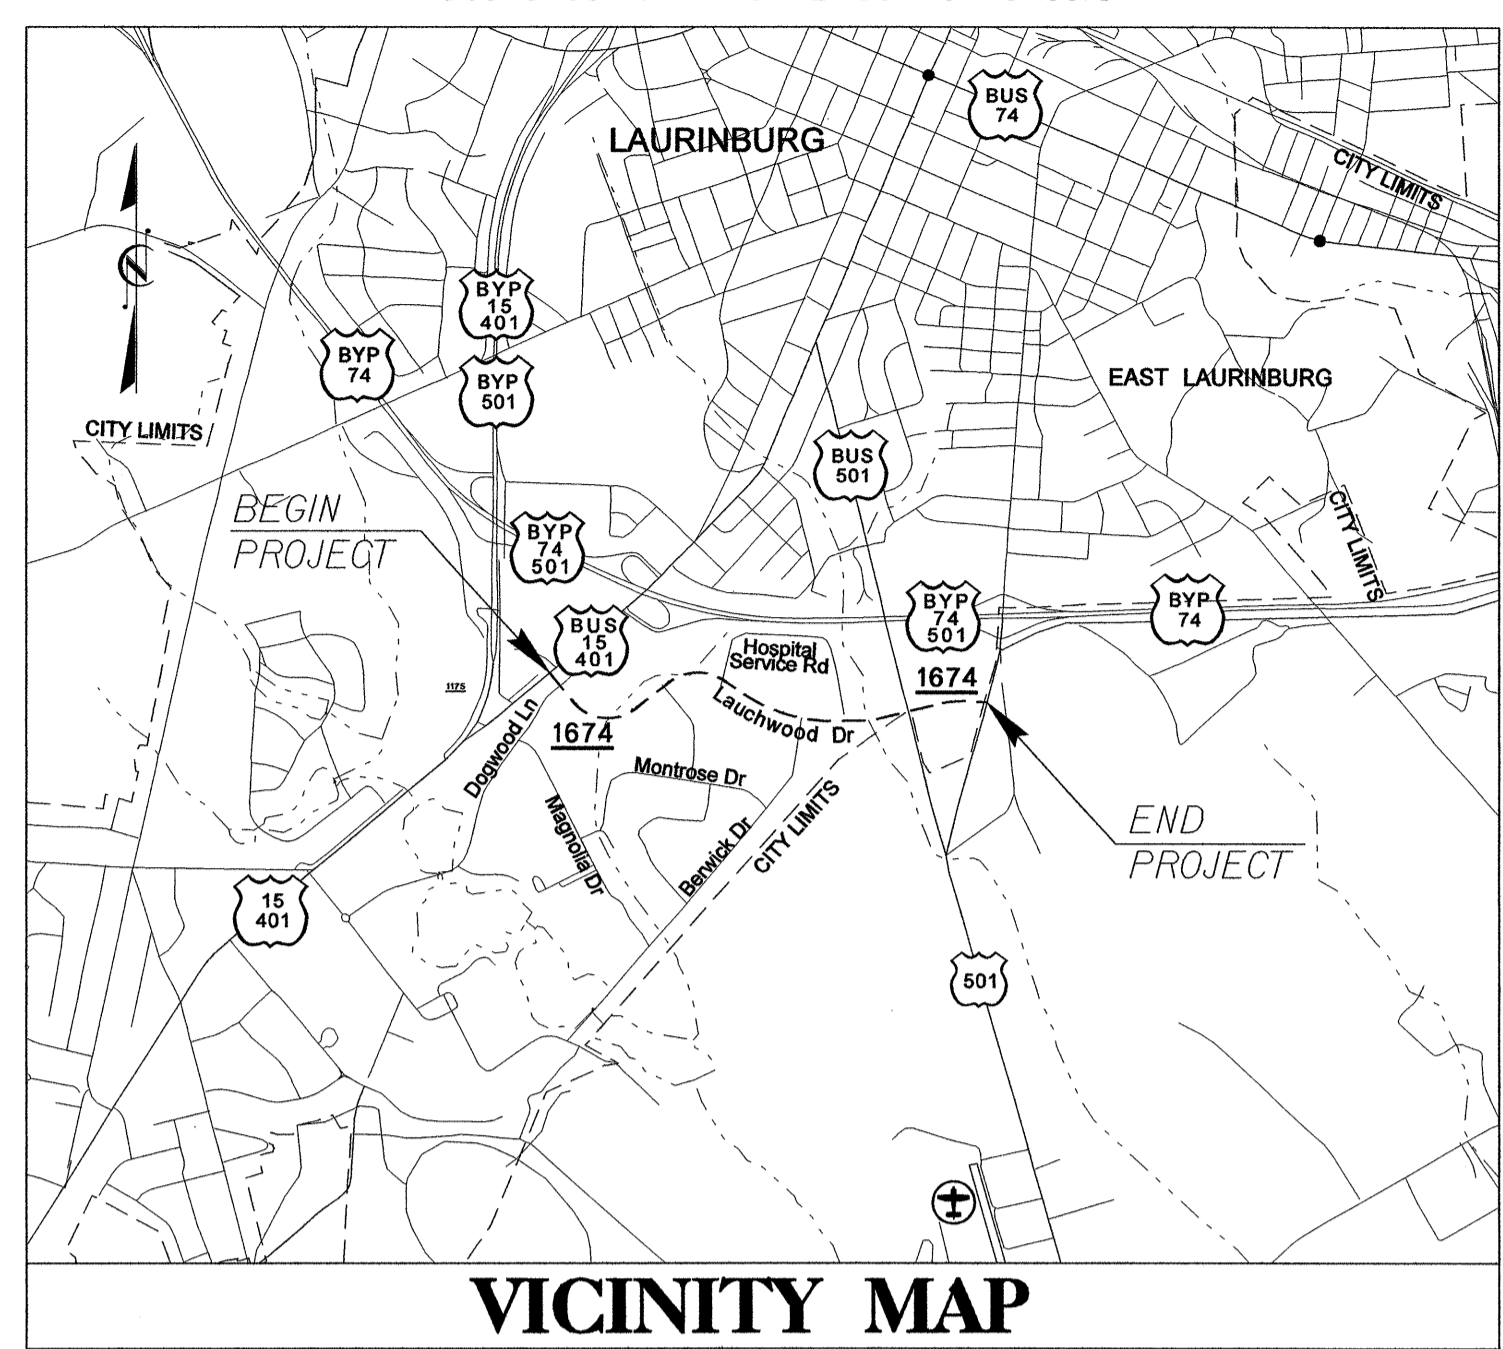 BUS
74
LAURINBURG
CITY LIMITS
N
BYP
15
401
BYP
74
BYP
501
EAST LAURINBURG
CITY LIMITS
BUS
501
BEGIN
PROJECT
CITY LIMITS
BYP
74
501
BYP
74
501
BYP
74
BUS
15
401
Hospital
Service Rd
1674
1175
Lauchwood Dr
Dogwood Ln
1674
Montrose Dr
Magnolia Dr
Berwick Dr
CITY LIMITS
END
PROJECT
15
401
501
VICINITY MAP